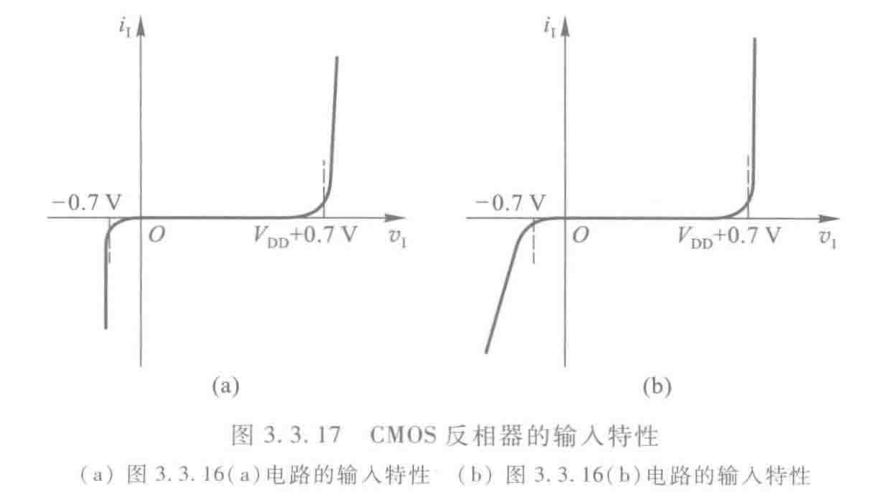 i_I i_I
−0.7 V −0.7 V
O V_DD+0.7 V v_I O V_DD+0.7 V v_I
(a) (b)
图 3.3.17 CMOS 反相器的输入特性
(a) 图 3.3.16(a)电路的输入特性 (b) 图 3.3.16(b)电路的输入特性